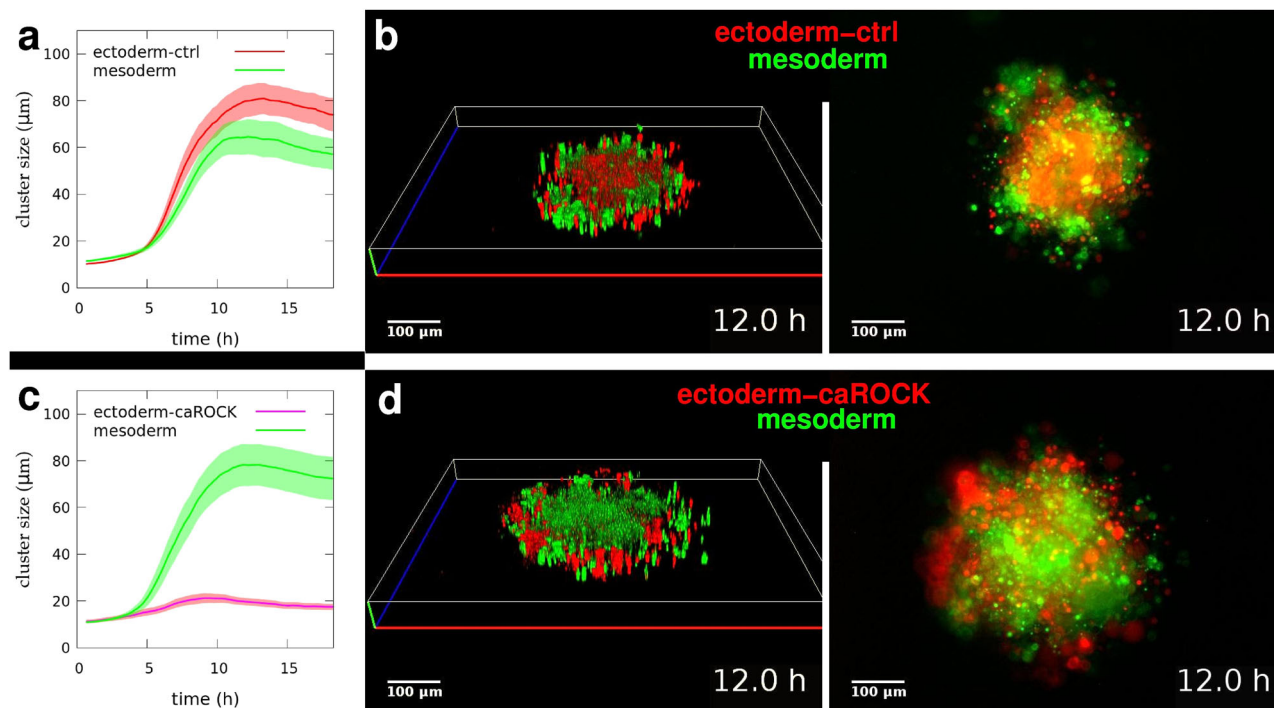 a
ectoderm-ctrl
mesoderm
100
80
60
40
20
0
cluster size (μm)
0 5 10 15
time (h)
b
ectoderm-ctrl
mesoderm
100 μm
12.0 h
100 μm
12.0 h
c
ectoderm-caROCK
mesoderm
100
80
60
40
20
0
cluster size (μm)
0 5 10 15
time (h)
d
ectoderm-caROCK
mesoderm
100 μm
12.0 h
100 μm
12.0 h